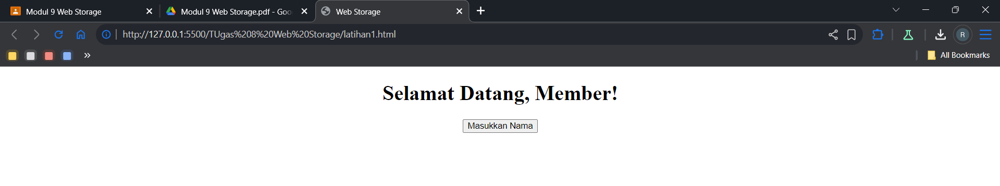 Modul 9 Web Storage
Modul 9 Web Storage.pdf - Goo
Web Storage
http://127.0.0.1:5500/TUgas%208%20Web%20Storage/latihan1.html
R
All Bookmarks
Selamat Datang, Member!
Masukkan Nama